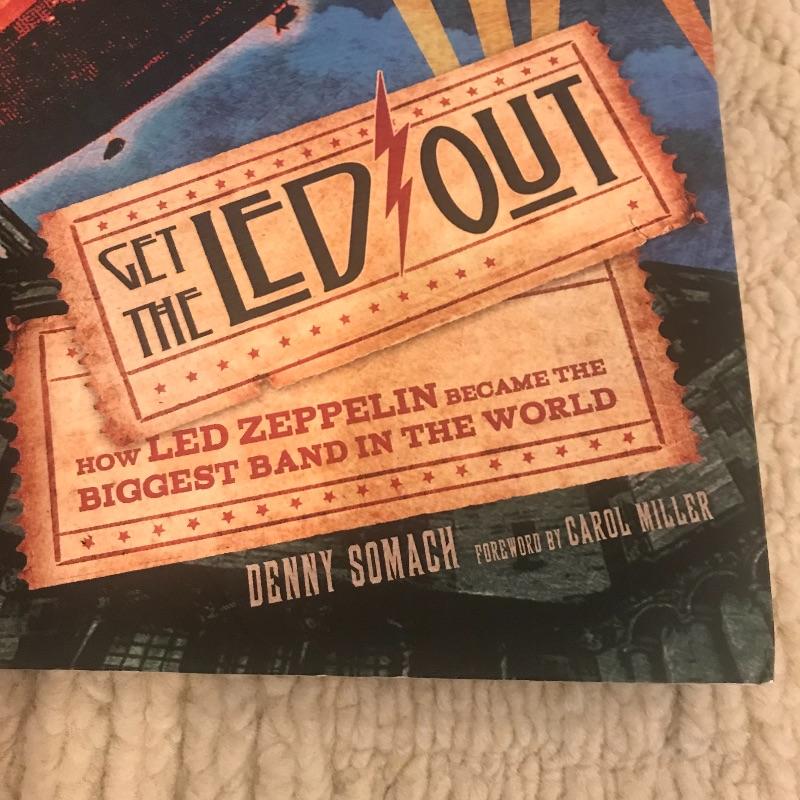 GET THE LED OUT
HOW LED ZEPPELIN BECAME THE
BIGGEST BAND IN THE WORLD
DENNY SOMACH FOREWORD BY CAROL MILLER